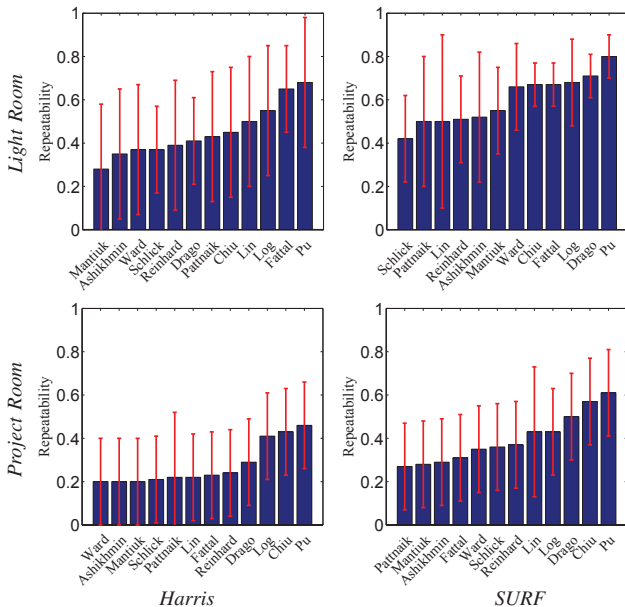 Light Room
Repeatability
1
0.8
0.6
0.4
0.2
0
Mantiuk
Ashikhmin
Ward
Schlick
Reinhard
Drago
Pattnaik
Chiu
Lin
Log
Fattal
Pu
Repeatability
1
0.8
0.6
0.4
0.2
0
Schlick
Pattnaik
Lin
Reinhard
Ashikhmin
Mantiuk
Ward
Chiu
Fattal
Log
Drago
Pu
Project Room
Repeatability
1
0.8
0.6
0.4
0.2
0
Ward
Ashikhmin
Mantiuk
Schlick
Pattnaik
Lin
Fattal
Reinhard
Drago
Log
Chiu
Pu
Repeatability
1
0.8
0.6
0.4
0.2
0
Pattnaik
Mantiuk
Ashikhmin
Fattal
Ward
Schlick
Reinhard
Lin
Log
Drago
Chiu
Pu
Harris
SURF